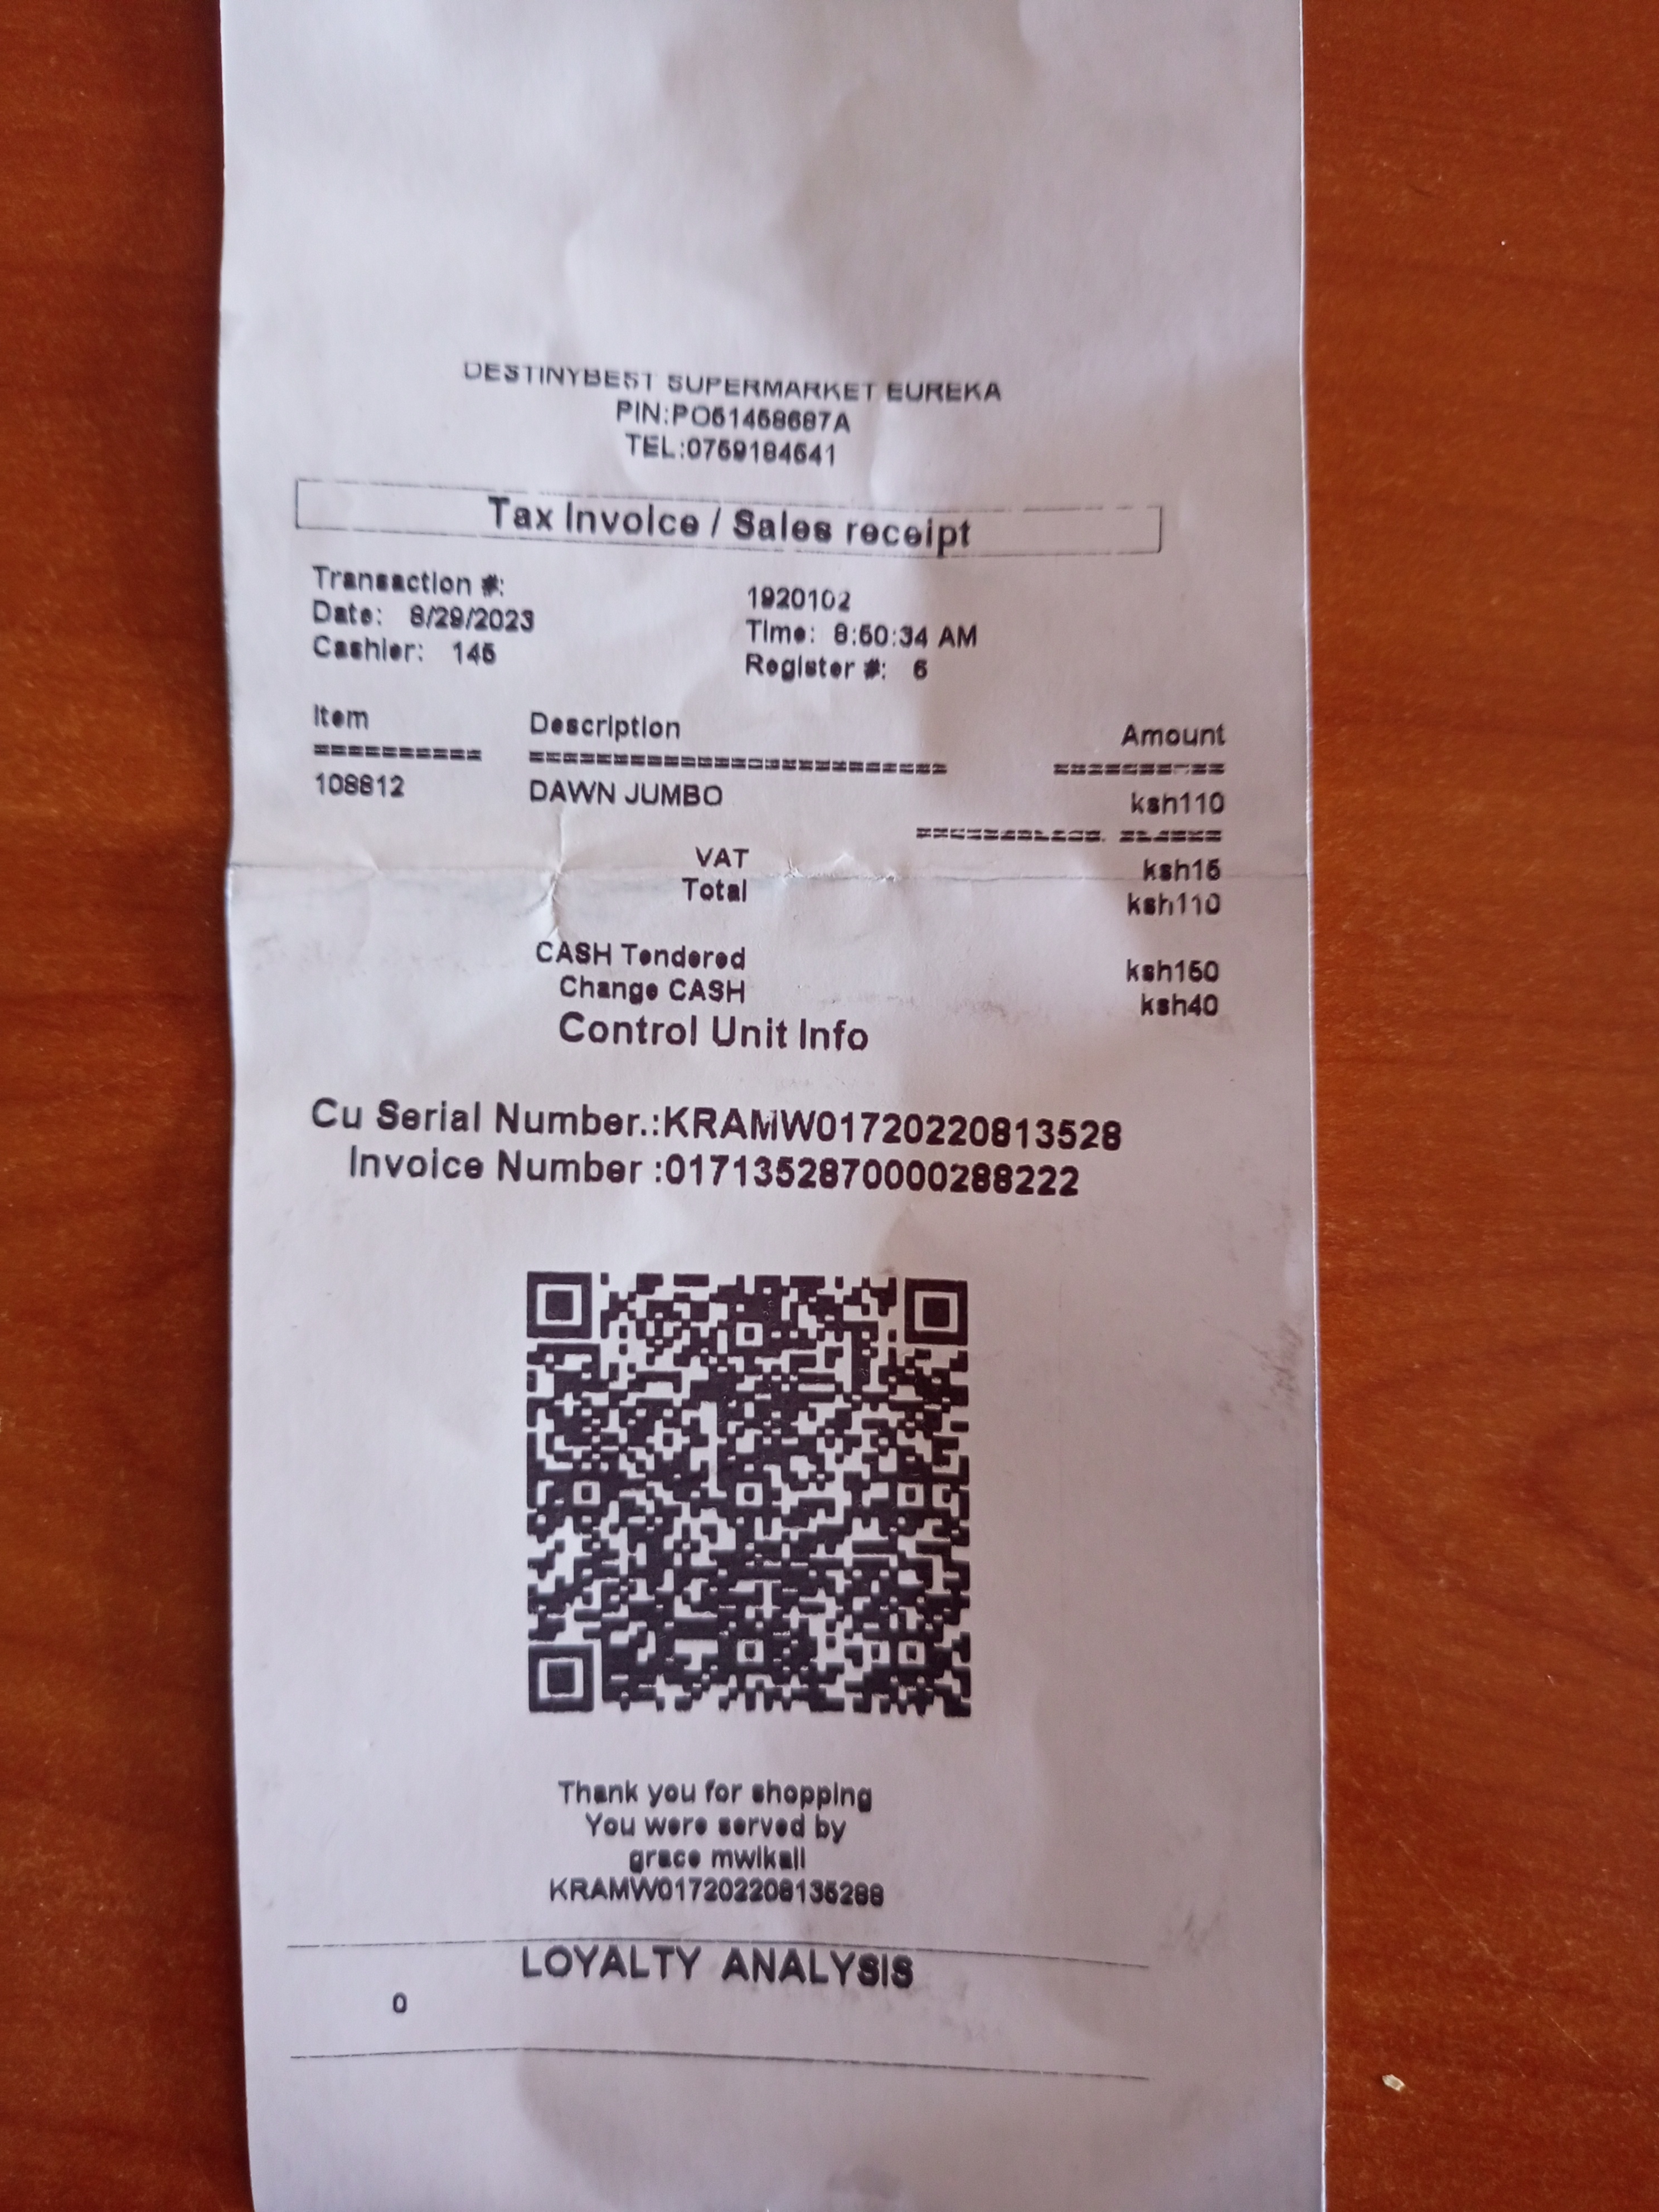 DESTINYBEST SUPERMARKET EUREKA
PIN:PO51458687A
TEL:0759184541
Tax Invoice / Sales receipt
Transaction #: 1920102
Date: 8/29/2023 Time: 8:50:34 AM
Cashier: 145 Register #: 6
Item Description Amount
========== ========================= ==========
108812 DAWN JUMBO ksh110
VAT ksh15
Total ksh110
CASH Tendered ksh150
Change CASH ksh40
Control Unit Info
Cu Serial Number.:KRAMW01720220813528
Invoice Number :0171352870000288222
Thank you for shopping
You were served by
grace mwikali
KRAMW017202208135288
LOYALTY ANALYSIS
0